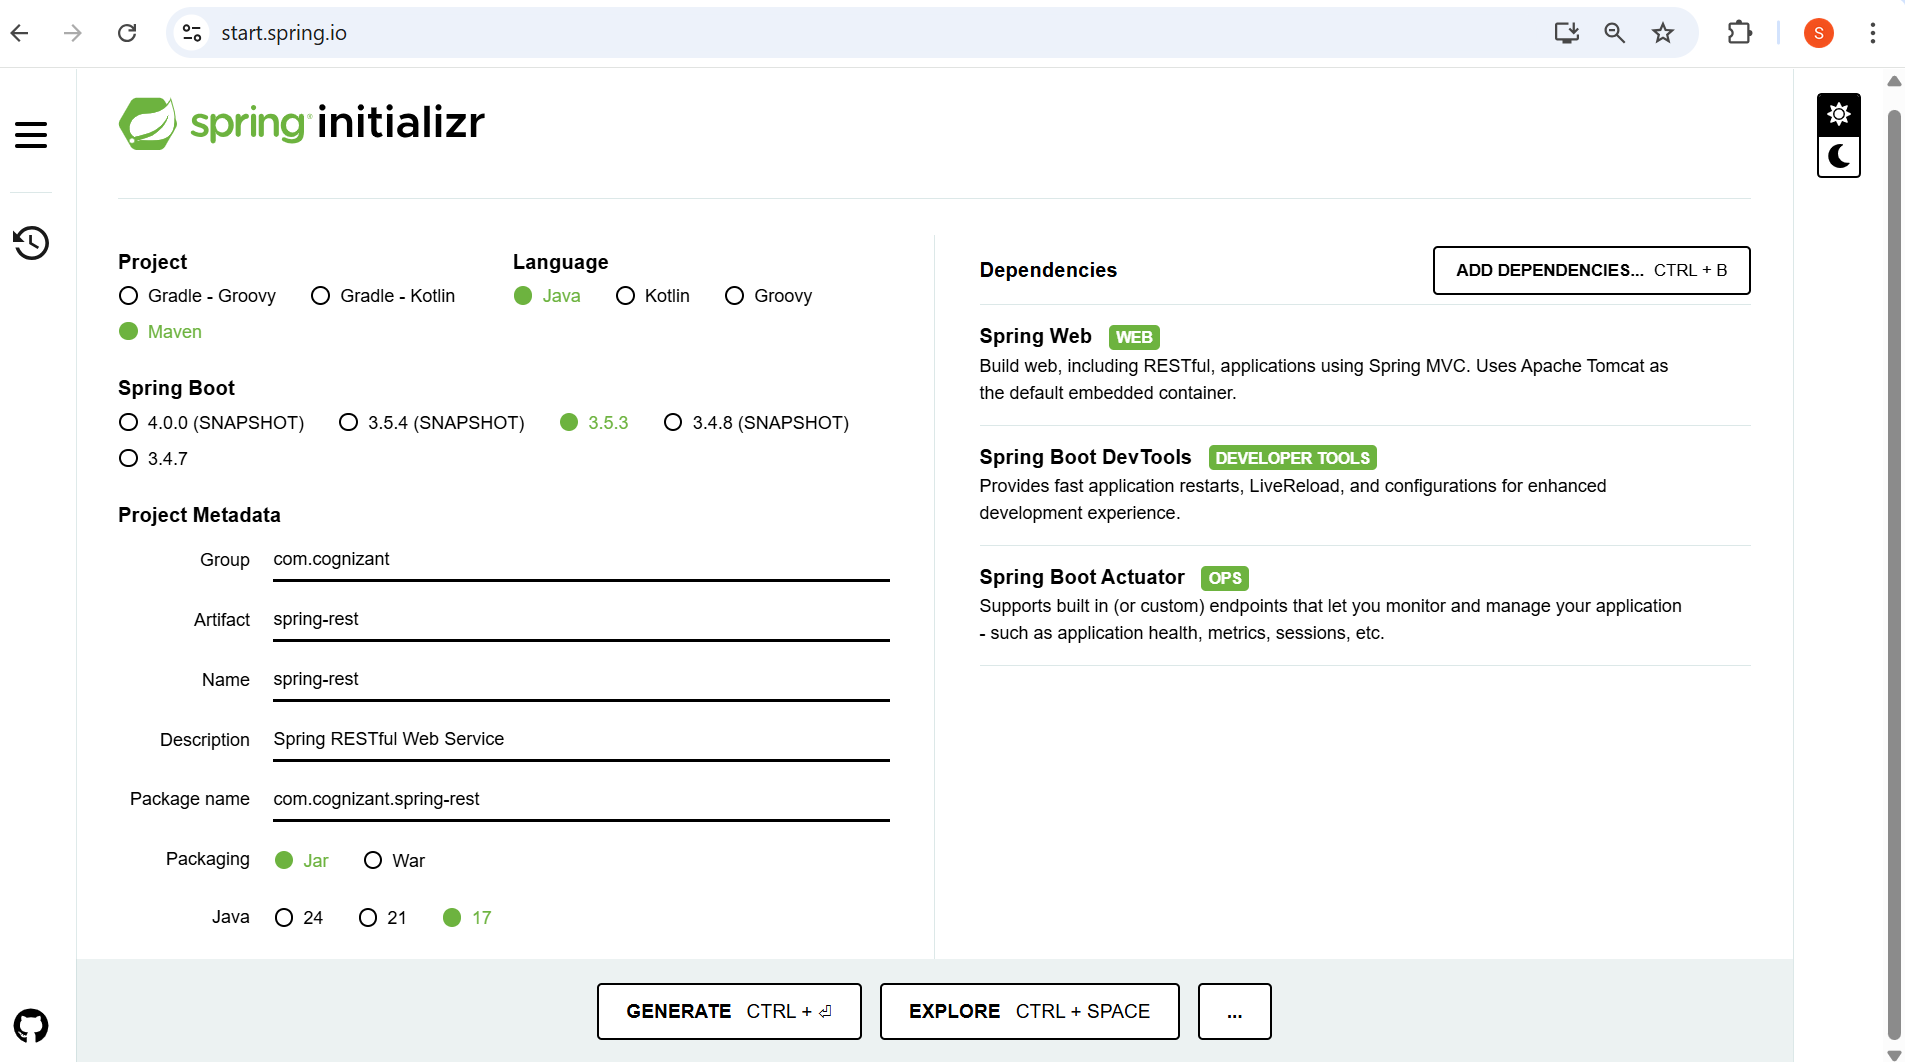 start.spring.io
S
spring initializr
Project
Gradle - Groovy Gradle - Kotlin
Maven
Language
Java Kotlin Groovy
Spring Boot
4.0.0 (SNAPSHOT) 3.5.4 (SNAPSHOT) 3.5.3 3.4.8 (SNAPSHOT)
3.4.7
Project Metadata
Group com.cognizant
Artifact spring-rest
Name spring-rest
Description Spring RESTful Web Service
Package name com.cognizant.spring-rest
Packaging Jar War
Java 24 21 17
Dependencies
ADD DEPENDENCIES... CTRL + B
Spring Web WEB
Build web, including RESTful, applications using Spring MVC. Uses Apache Tomcat as
the default embedded container.
Spring Boot DevTools DEVELOPER TOOLS
Provides fast application restarts, LiveReload, and configurations for enhanced
development experience.
Spring Boot Actuator OPS
Supports built in (or custom) endpoints that let you monitor and manage your application
- such as application health, metrics, sessions, etc.
GENERATE CTRL + ⏎
EXPLORE CTRL + SPACE
...